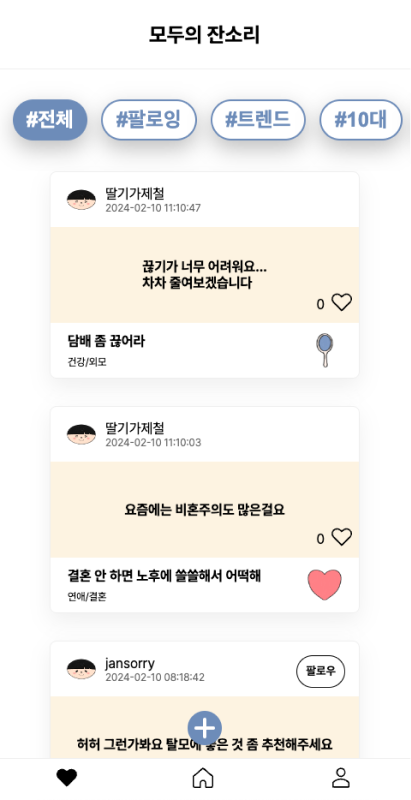 모두의 잔소리
#전체 #팔로잉 #트렌드 #10대
딸기가제철
2024-02-10 11:10:47
끊기가 너무 어려워요...
차차 줄여보겠습니다
0
담배 좀 끊어라
건강/외모
딸기가제철
2024-02-10 11:10:03
요즘에는 비혼주의도 많은걸요
0
결혼 안 하면 노후에 쓸쓸해서 어떡해
연애/결혼
jansorry
2024-02-10 08:18:42
팔로우
허허 그런가봐요 탈모에 좋은 것 좀 추천해주세요